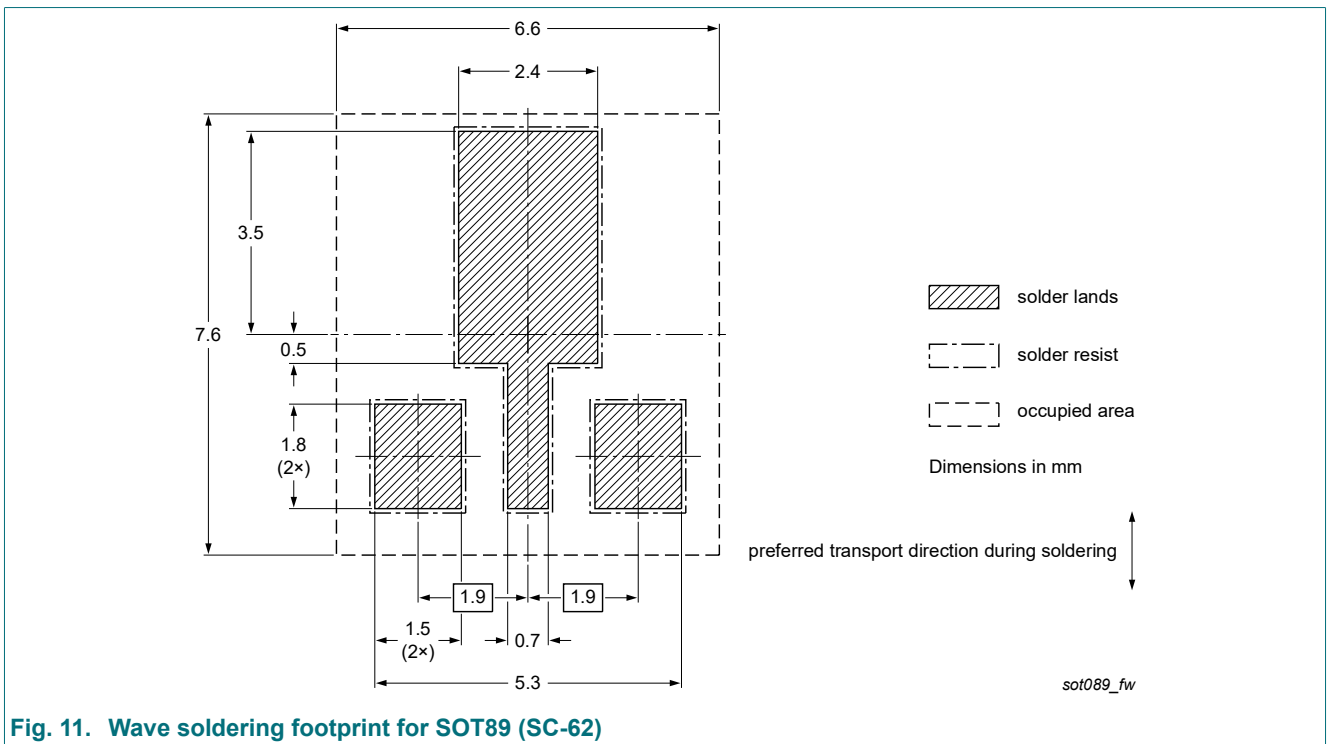 6.6
2.4
3.5
7.6
0.5
solder lands
solder resist
occupied area
1.8
(2×)
Dimensions in mm
preferred transport direction during soldering
1.9
1.9
1.5
(2×)
0.7
5.3
sot089_fw
Fig. 11. Wave soldering footprint for SOT89 (SC-62)